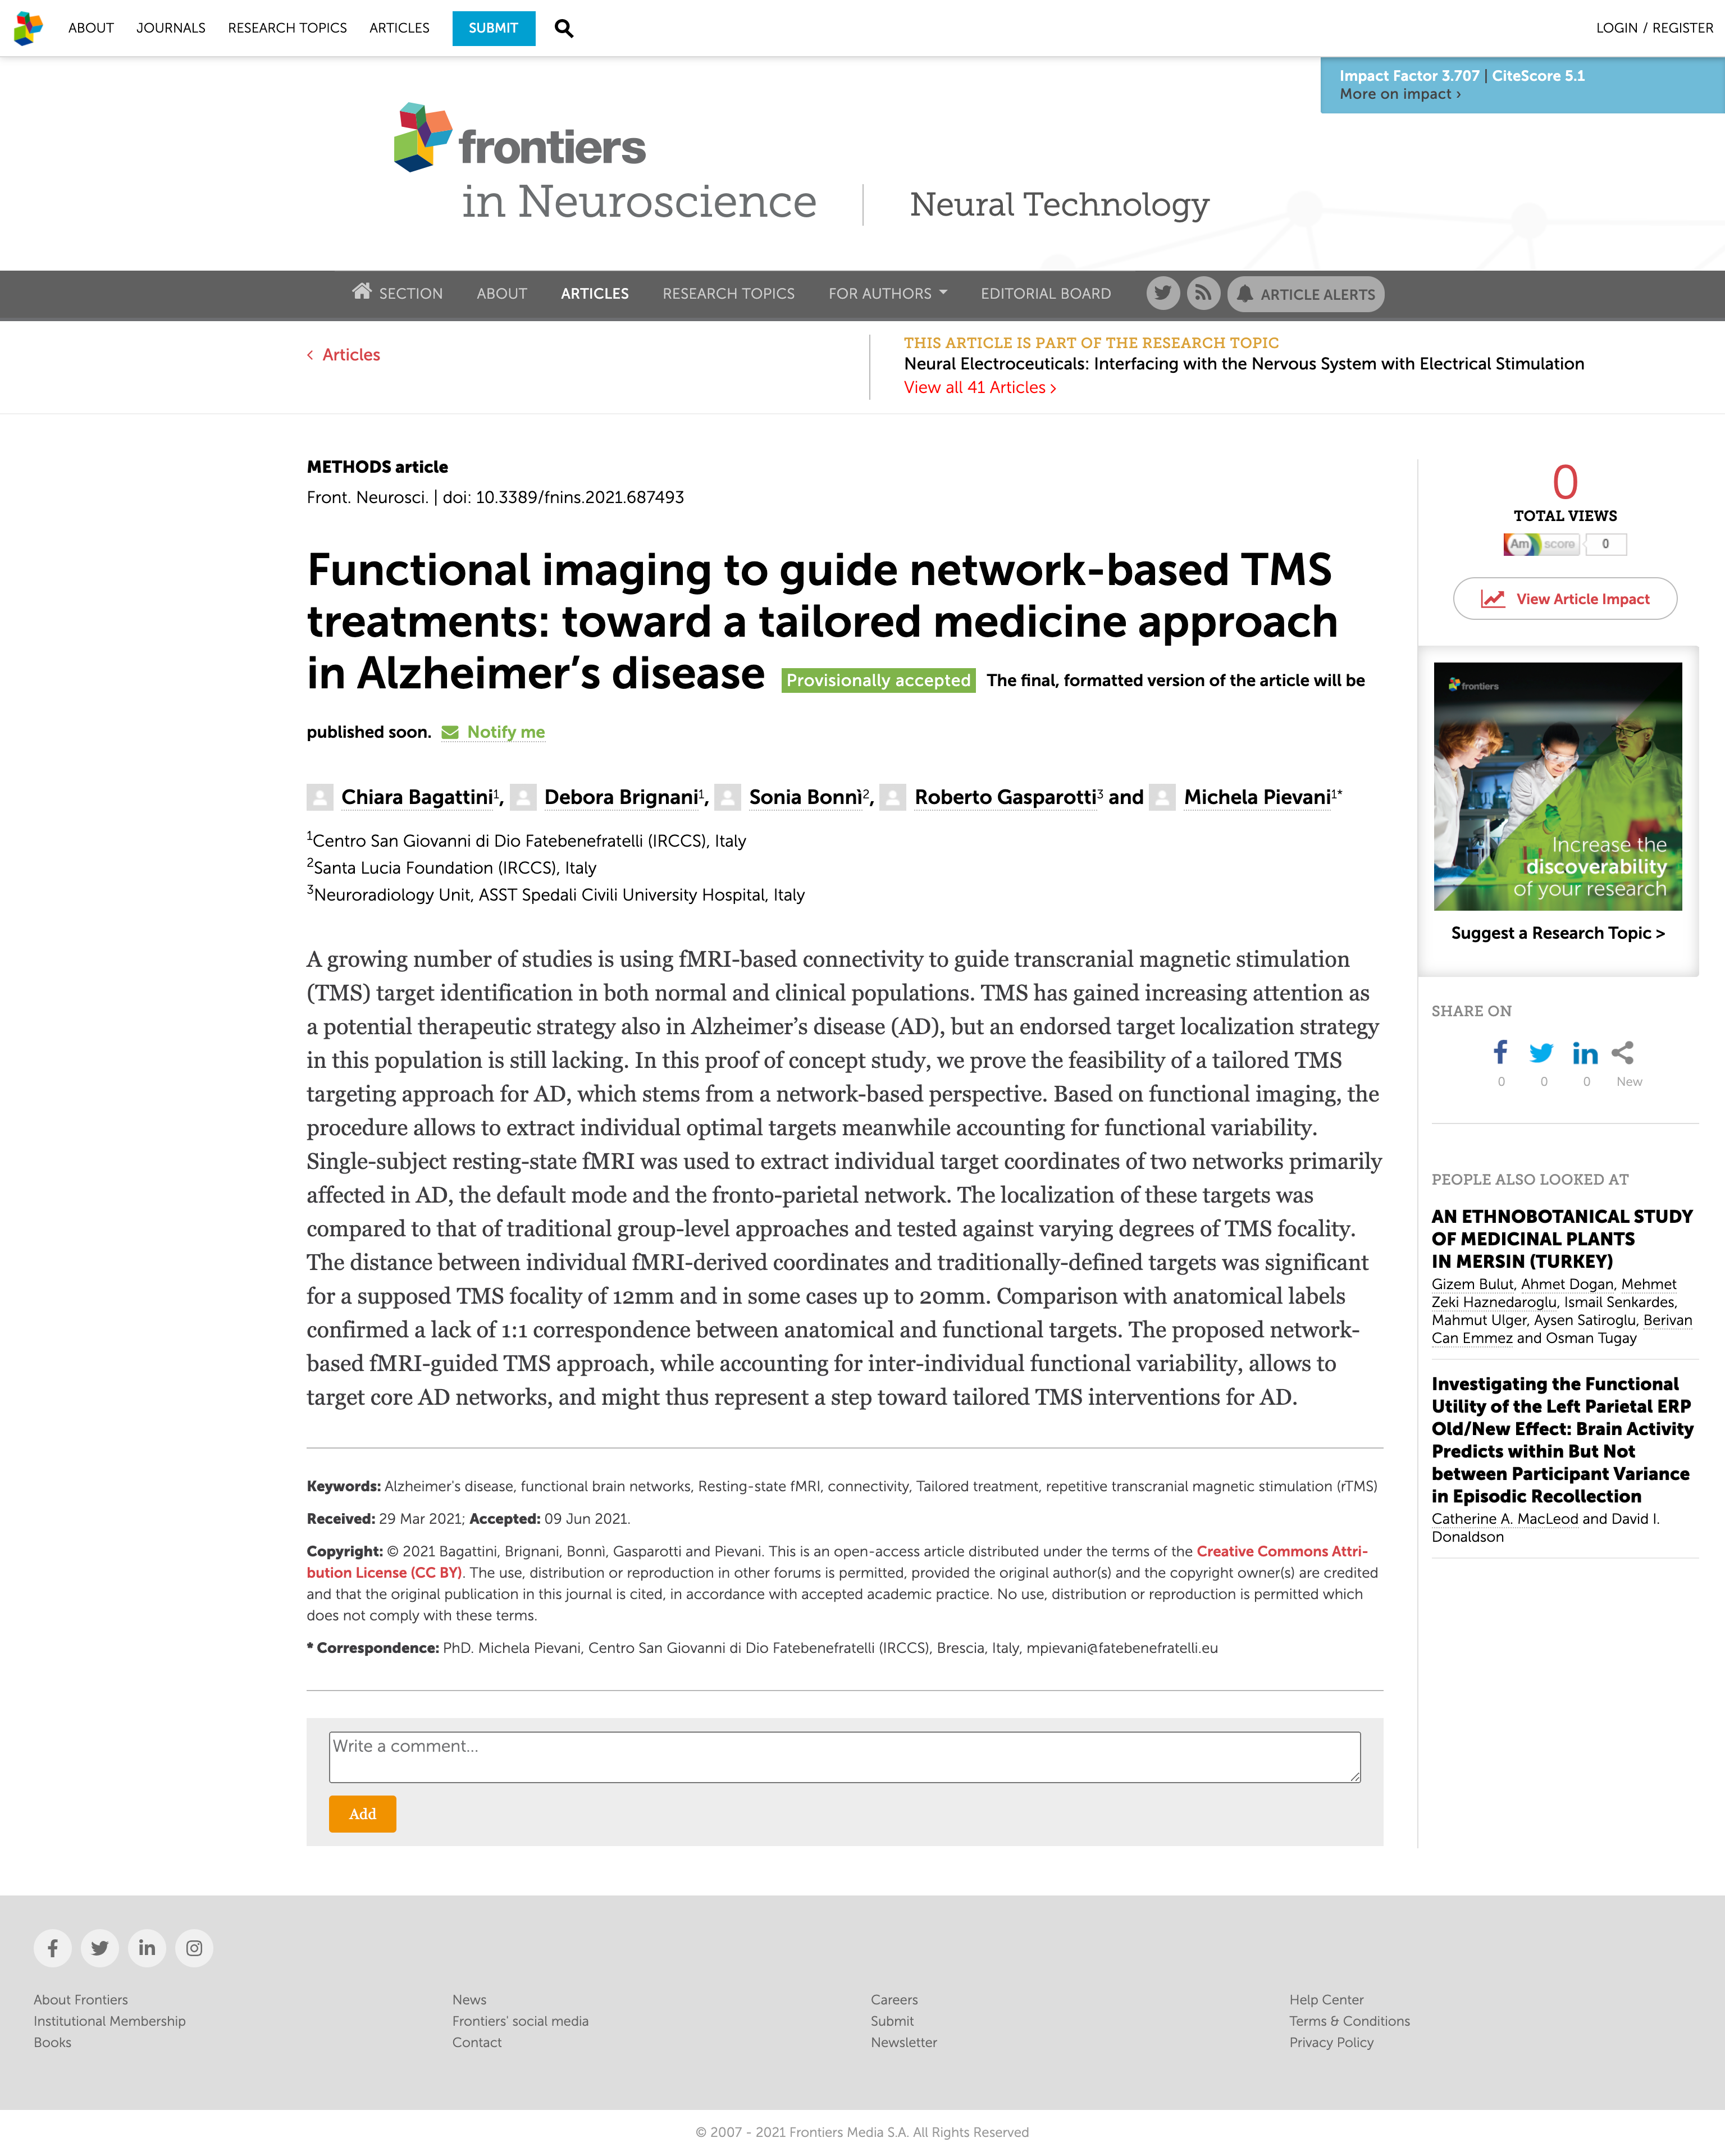 ABOUT JOURNALS RESEARCH TOPICS ARTICLES SUBMIT LOGIN / REGISTER
Impact Factor 3.707 | CiteScore 5.1
More on impact ›
frontiers
in Neuroscience | Neural Technology
SECTION ABOUT ARTICLES RESEARCH TOPICS FOR AUTHORS EDITORIAL BOARD ARTICLE ALERTS
‹ Articles
THIS ARTICLE IS PART OF THE RESEARCH TOPIC
Neural Electroceuticals: Interfacing with the Nervous System with Electrical Stimulation
View all 41 Articles ›
METHODS article
Front. Neurosci. | doi: 10.3389/fnins.2021.687493
Functional imaging to guide network-based TMS
treatments: toward a tailored medicine approach
in Alzheimer’s disease Provisionally accepted The final, formatted version of the article will be
published soon. Notify me
Chiara Bagattini¹, Debora Brignani¹, Sonia Bonnì², Roberto Gasparotti³ and Michela Pievani¹*
¹Centro San Giovanni di Dio Fatebenefratelli (IRCCS), Italy
²Santa Lucia Foundation (IRCCS), Italy
³Neuroradiology Unit, ASST Spedali Civili University Hospital, Italy
A growing number of studies is using fMRI-based connectivity to guide transcranial magnetic stimulation
(TMS) target identification in both normal and clinical populations. TMS has gained increasing attention as
a potential therapeutic strategy also in Alzheimer’s disease (AD), but an endorsed target localization strategy
in this population is still lacking. In this proof of concept study, we prove the feasibility of a tailored TMS
targeting approach for AD, which stems from a network-based perspective. Based on functional imaging, the
procedure allows to extract individual optimal targets meanwhile accounting for functional variability.
Single-subject resting-state fMRI was used to extract individual target coordinates of two networks primarily
affected in AD, the default mode and the fronto-parietal network. The localization of these targets was
compared to that of traditional group-level approaches and tested against varying degrees of TMS focality.
The distance between individual fMRI-derived coordinates and traditionally-defined targets was significant
for a supposed TMS focality of 12mm and in some cases up to 20mm. Comparison with anatomical labels
confirmed a lack of 1:1 correspondence between anatomical and functional targets. The proposed network-
based fMRI-guided TMS approach, while accounting for inter-individual functional variability, allows to
target core AD networks, and might thus represent a step toward tailored TMS interventions for AD.
Keywords: Alzheimer's disease, functional brain networks, Resting-state fMRI, connectivity, Tailored treatment, repetitive transcranial magnetic stimulation (rTMS)
Received: 29 Mar 2021; Accepted: 09 Jun 2021.
Copyright: © 2021 Bagattini, Brignani, Bonnì, Gasparotti and Pievani. This is an open-access article distributed under the terms of the Creative Commons Attri-
bution License (CC BY). The use, distribution or reproduction in other forums is permitted, provided the original author(s) and the copyright owner(s) are credited
and that the original publication in this journal is cited, in accordance with accepted academic practice. No use, distribution or reproduction is permitted which
does not comply with these terms.
* Correspondence: PhD. Michela Pievani, Centro San Giovanni di Dio Fatebenefratelli (IRCCS), Brescia, Italy, mpievani@fatebenefratelli.eu
Write a comment...
Add
0
TOTAL VIEWS
Am score 0
View Article Impact
frontiers
Increase the
discoverability
of your research
Suggest a Research Topic >
SHARE ON
0 0 0 New
PEOPLE ALSO LOOKED AT
AN ETHNOBOTANICAL STUDY
OF MEDICINAL PLANTS
IN MERSIN (TURKEY)
Gizem Bulut, Ahmet Dogan, Mehmet
Zeki Haznedaroglu, Ismail Senkardes,
Mahmut Ulger, Aysen Satiroglu, Berivan
Can Emmez and Osman Tugay
Investigating the Functional
Utility of the Left Parietal ERP
Old/New Effect: Brain Activity
Predicts within But Not
between Participant Variance
in Episodic Recollection
Catherine A. MacLeod and David I.
Donaldson
About Frontiers
Institutional Membership
Books
News
Frontiers' social media
Contact
Careers
Submit
Newsletter
Help Center
Terms & Conditions
Privacy Policy
© 2007 - 2021 Frontiers Media S.A. All Rights Reserved